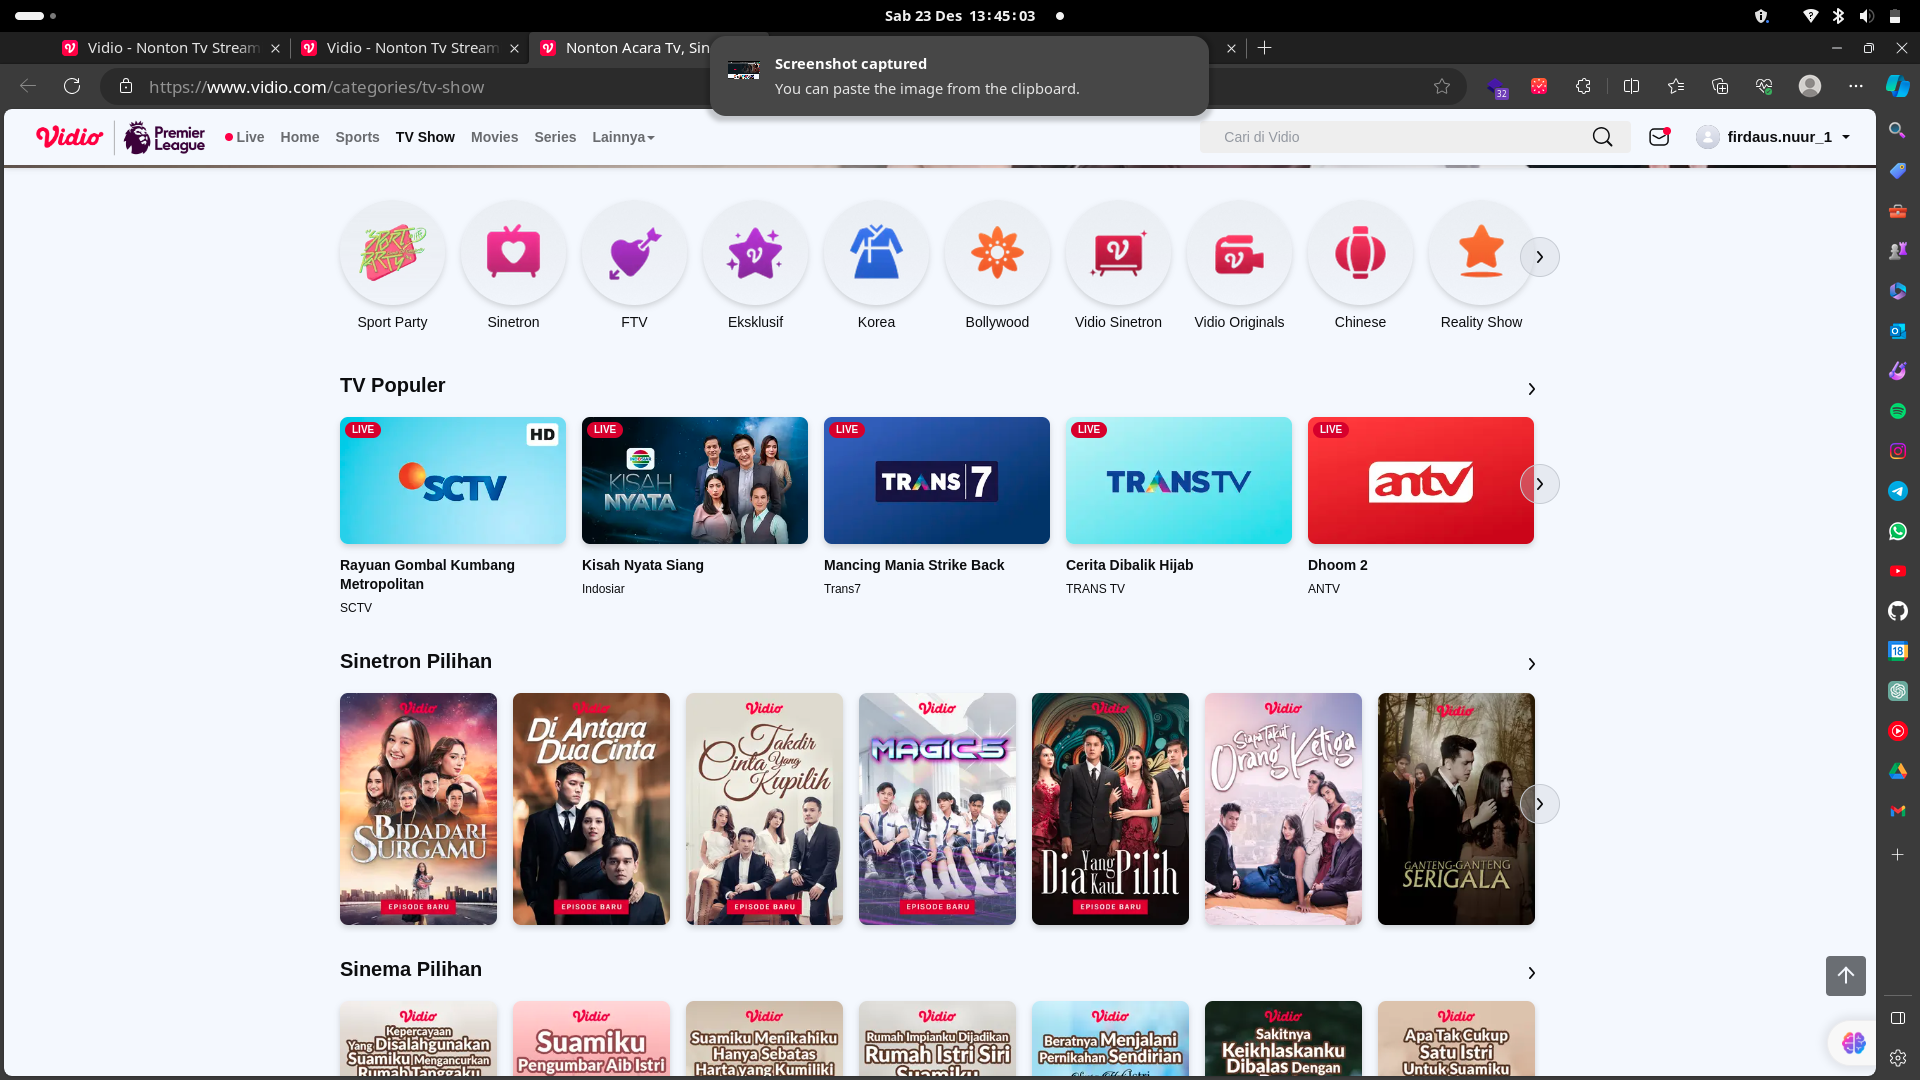 Sab 23 Des 13:45:03
Vidio - Nonton Tv Stream
Vidio - Nonton Tv Stream
Nonton Acara Tv, Sin
Screenshot captured
You can paste the image from the clipboard.
https://www.vidio.com/categories/tv-show
32
Vidio
Premier League
Live
Home
Sports
TV Show
Movies
Series
Lainnya
Cari di Vidio
firdaus.nuur_1
SPORT PARTY
Sport Party
Sinetron
FTV
Eksklusif
Korea
Bollywood
Vidio Sinetron
Vidio Originals
Chinese
Reality Show
TV Populer
LIVE
HD
SCTV
LIVE
INDOSIAR
KISAH NYATA
LIVE
TRANS|7
LIVE
TRANSTV
LIVE
antv
Rayuan Gombal Kumbang Metropolitan
SCTV
Kisah Nyata Siang
Indosiar
Mancing Mania Strike Back
Trans7
Cerita Dibalik Hijab
TRANS TV
Dhoom 2
ANTV
Sinetron Pilihan
Vidio
BIDADARI SURGAMU
EPISODE BARU
Vidio
Di Antara Dua Cinta
EPISODE BARU
Vidio
Takdir Cinta Yang Kupilih
EPISODE BARU
Vidio
MAGIC 5
EPISODE BARU
Vidio
Dia Yang Kau Pilih
EPISODE BARU
Vidio
Siapa Takut Orang Ketiga
Vidio
GANTENG-GANTENG SERIGALA
18
Sinema Pilihan
Vidio
Kepercayaan
Yang Disalahgunakan
Suamiku Mengancurkan
Rumah Tanggaku
Vidio
Suamiku
Pengumbar Aib Istri
Vidio
Suamiku Menikahiku
Hanya Sebatas
Harta yang Kumiliki
Vidio
Rumah Impianku Dijadikan
Rumah Istri Siri
Suamiku
Vidio
Beratnya Menjalani
Pernikahan Sendirian
Vidio
Sakitnya
Keikhlasanku
Dibalas Dengan
Vidio
Apa Tak Cukup
Satu Istri
Untuk Suamiku